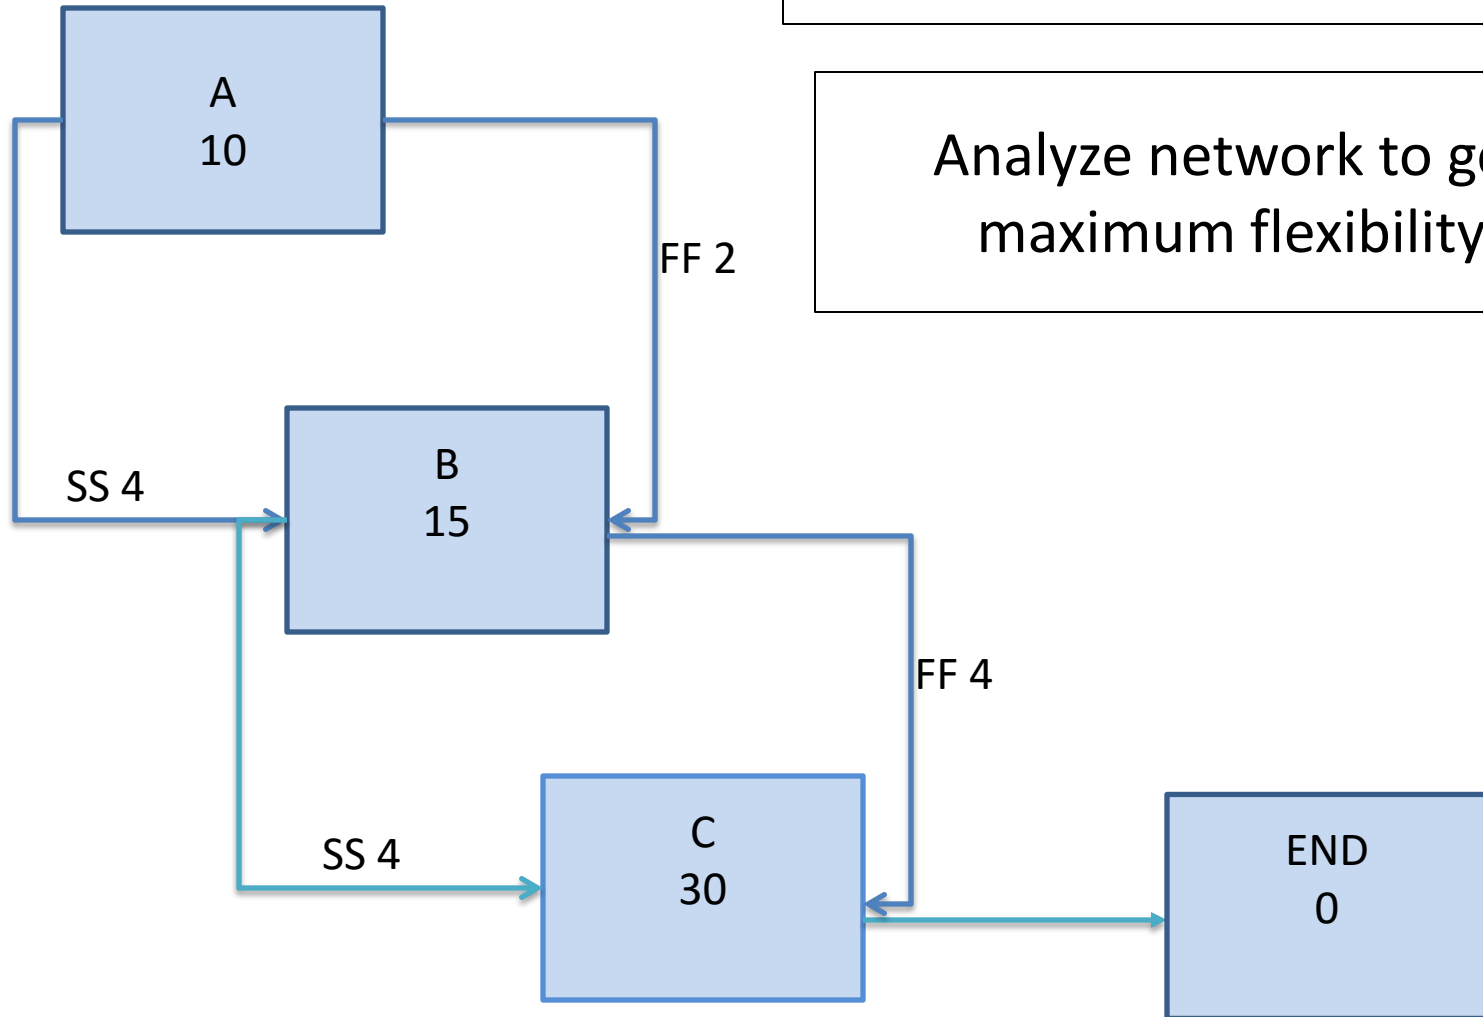 A
10
Analyze network to
maximum flexibility
FF 2
B
15
SS 4
FF 4
C
30
SS 4
END
0